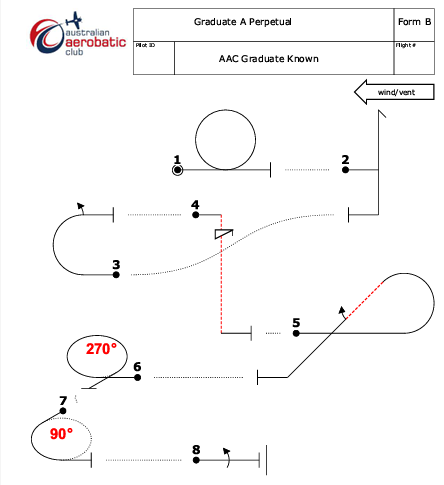 australian
aerobatic
club
Graduate A Perpetual
Form B
Pilot ID
AAC Graduate Known
Flight #
wind/vent
1
2
4
3
5
270°
6
7
90°
8